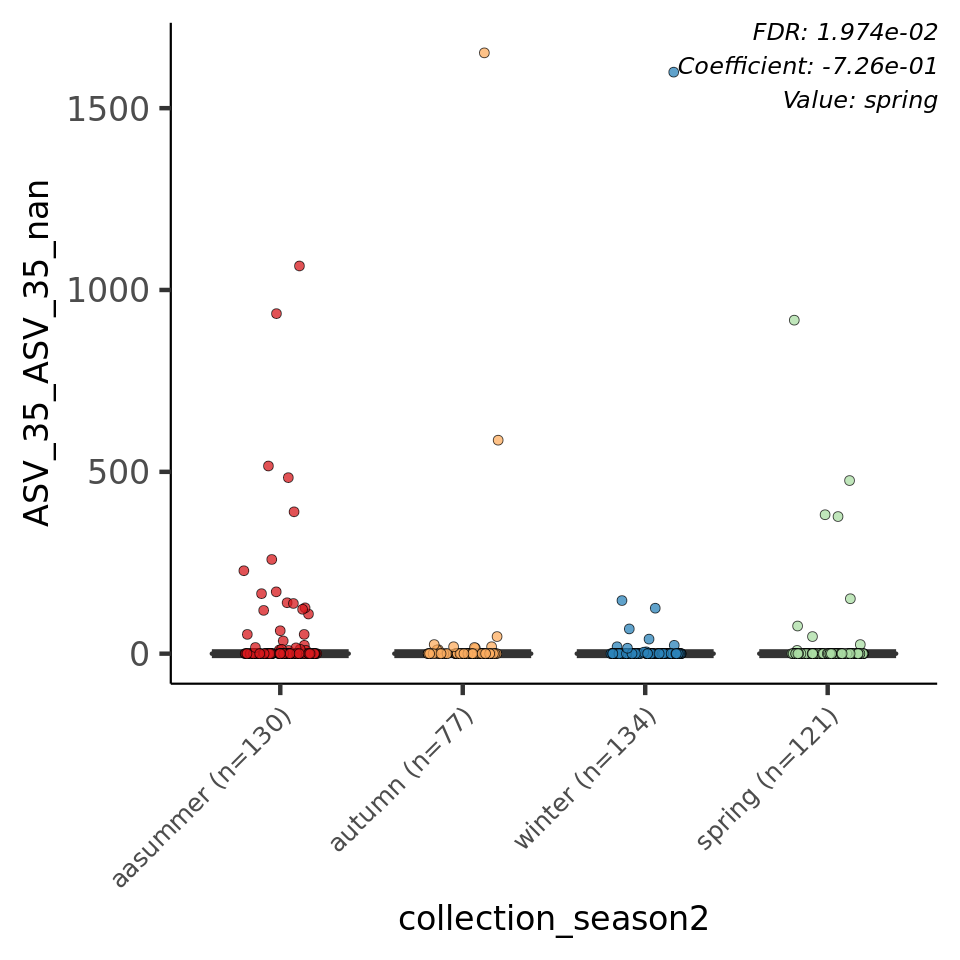 FDR: 1.974e-02
Coefficient: -7.26e-01
Value: spring
ASV_35_ASV_35_nan
1500
1000
500
0
aasummer (n=130)
autumn (n=77)
winter (n=134)
spring (n=121)
collection_season2